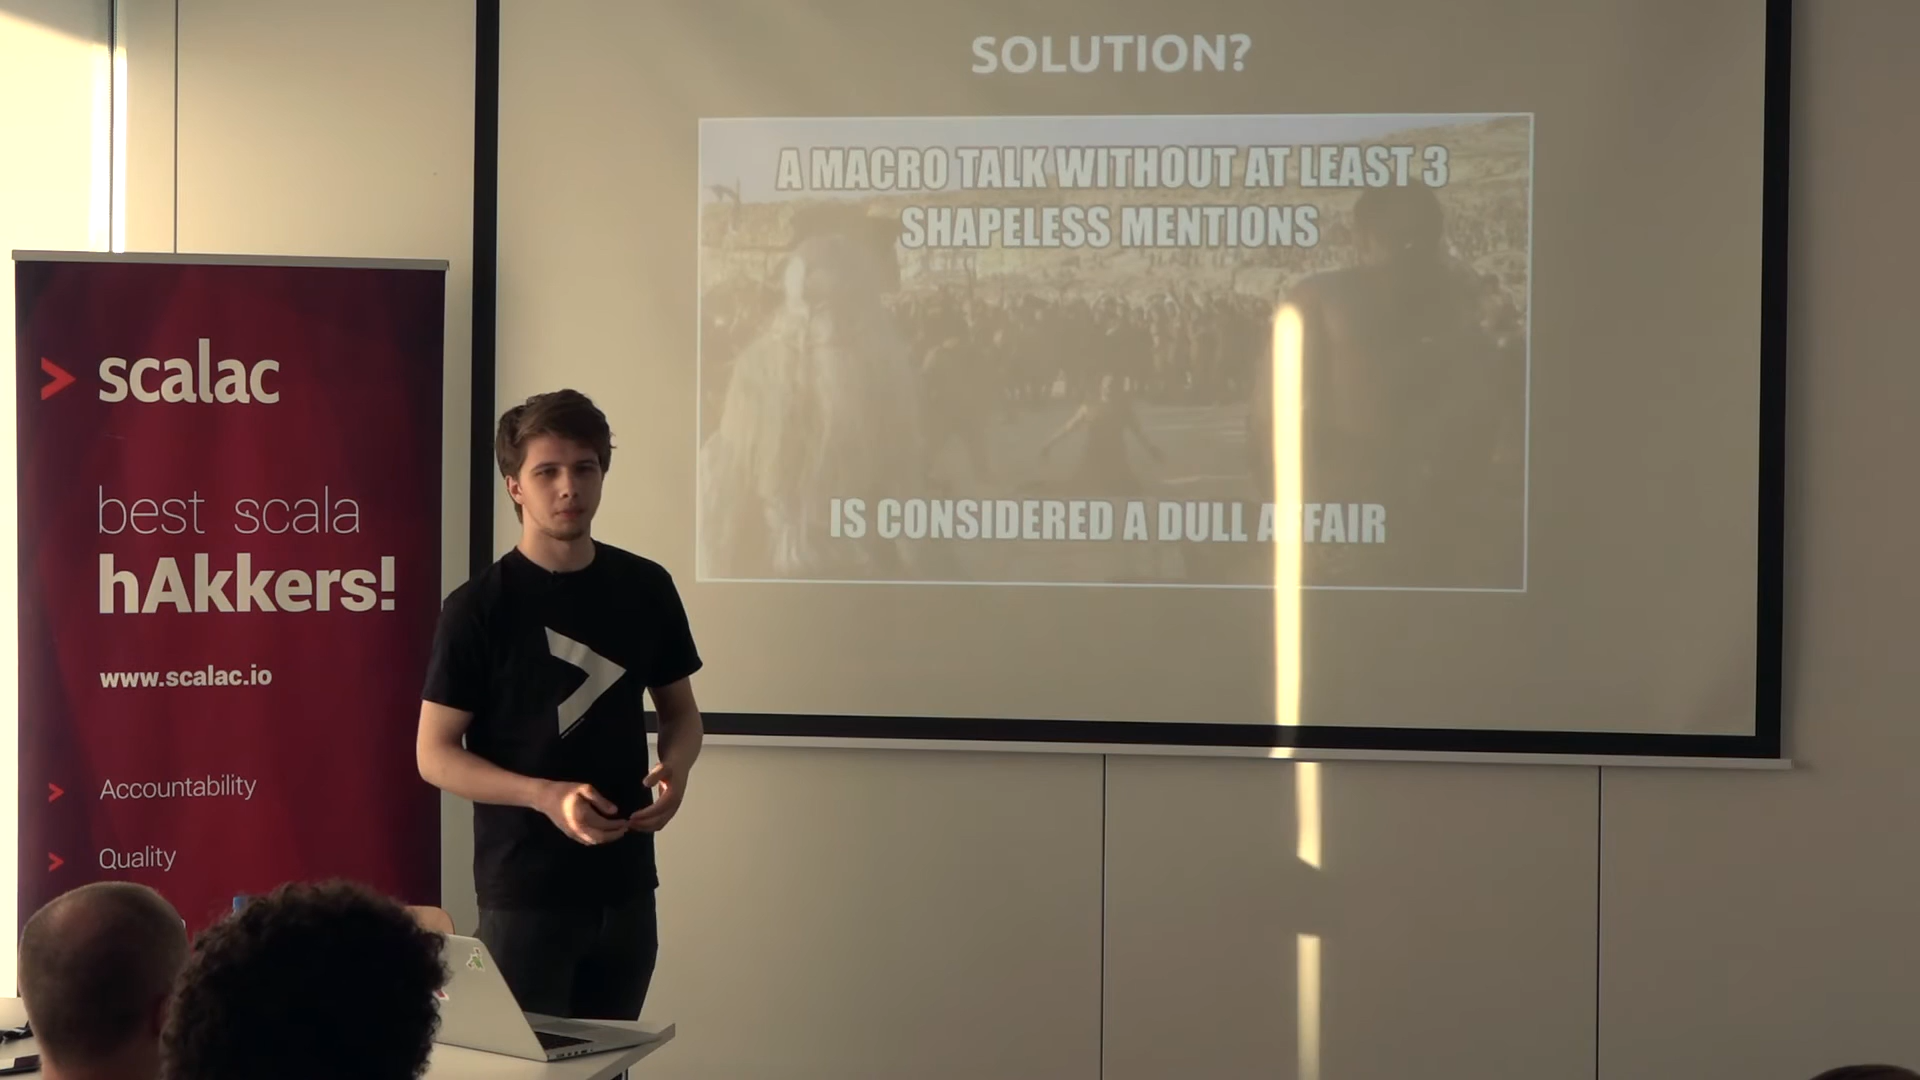 SOLUTION?
A MACRO TALK WITHOUT AT LEAST 3
SHAPELESS MENTIONS
IS CONSIDERED A DULL AFFAIR
scalac
best scala
hAkkers!
www.scalac.io
Accountability
Quality